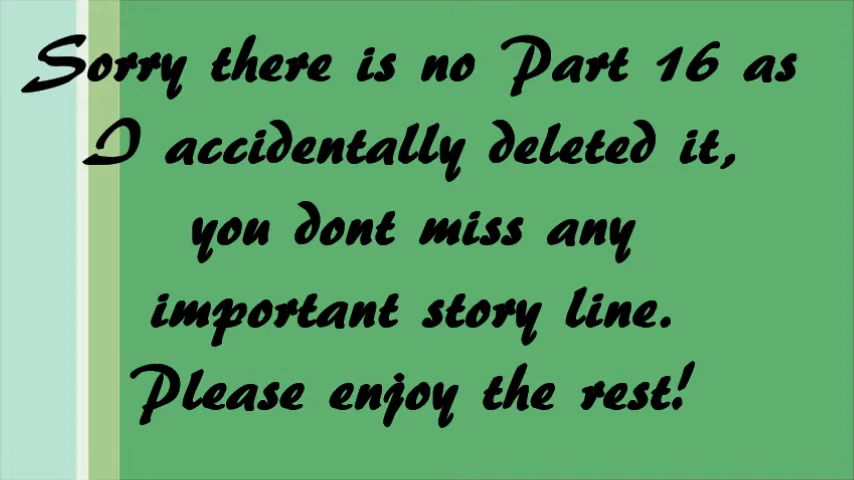 Sorry there is no Part 16 as
I accidentally deleted it,
you dont miss any
important story line.
Please enjoy the rest!